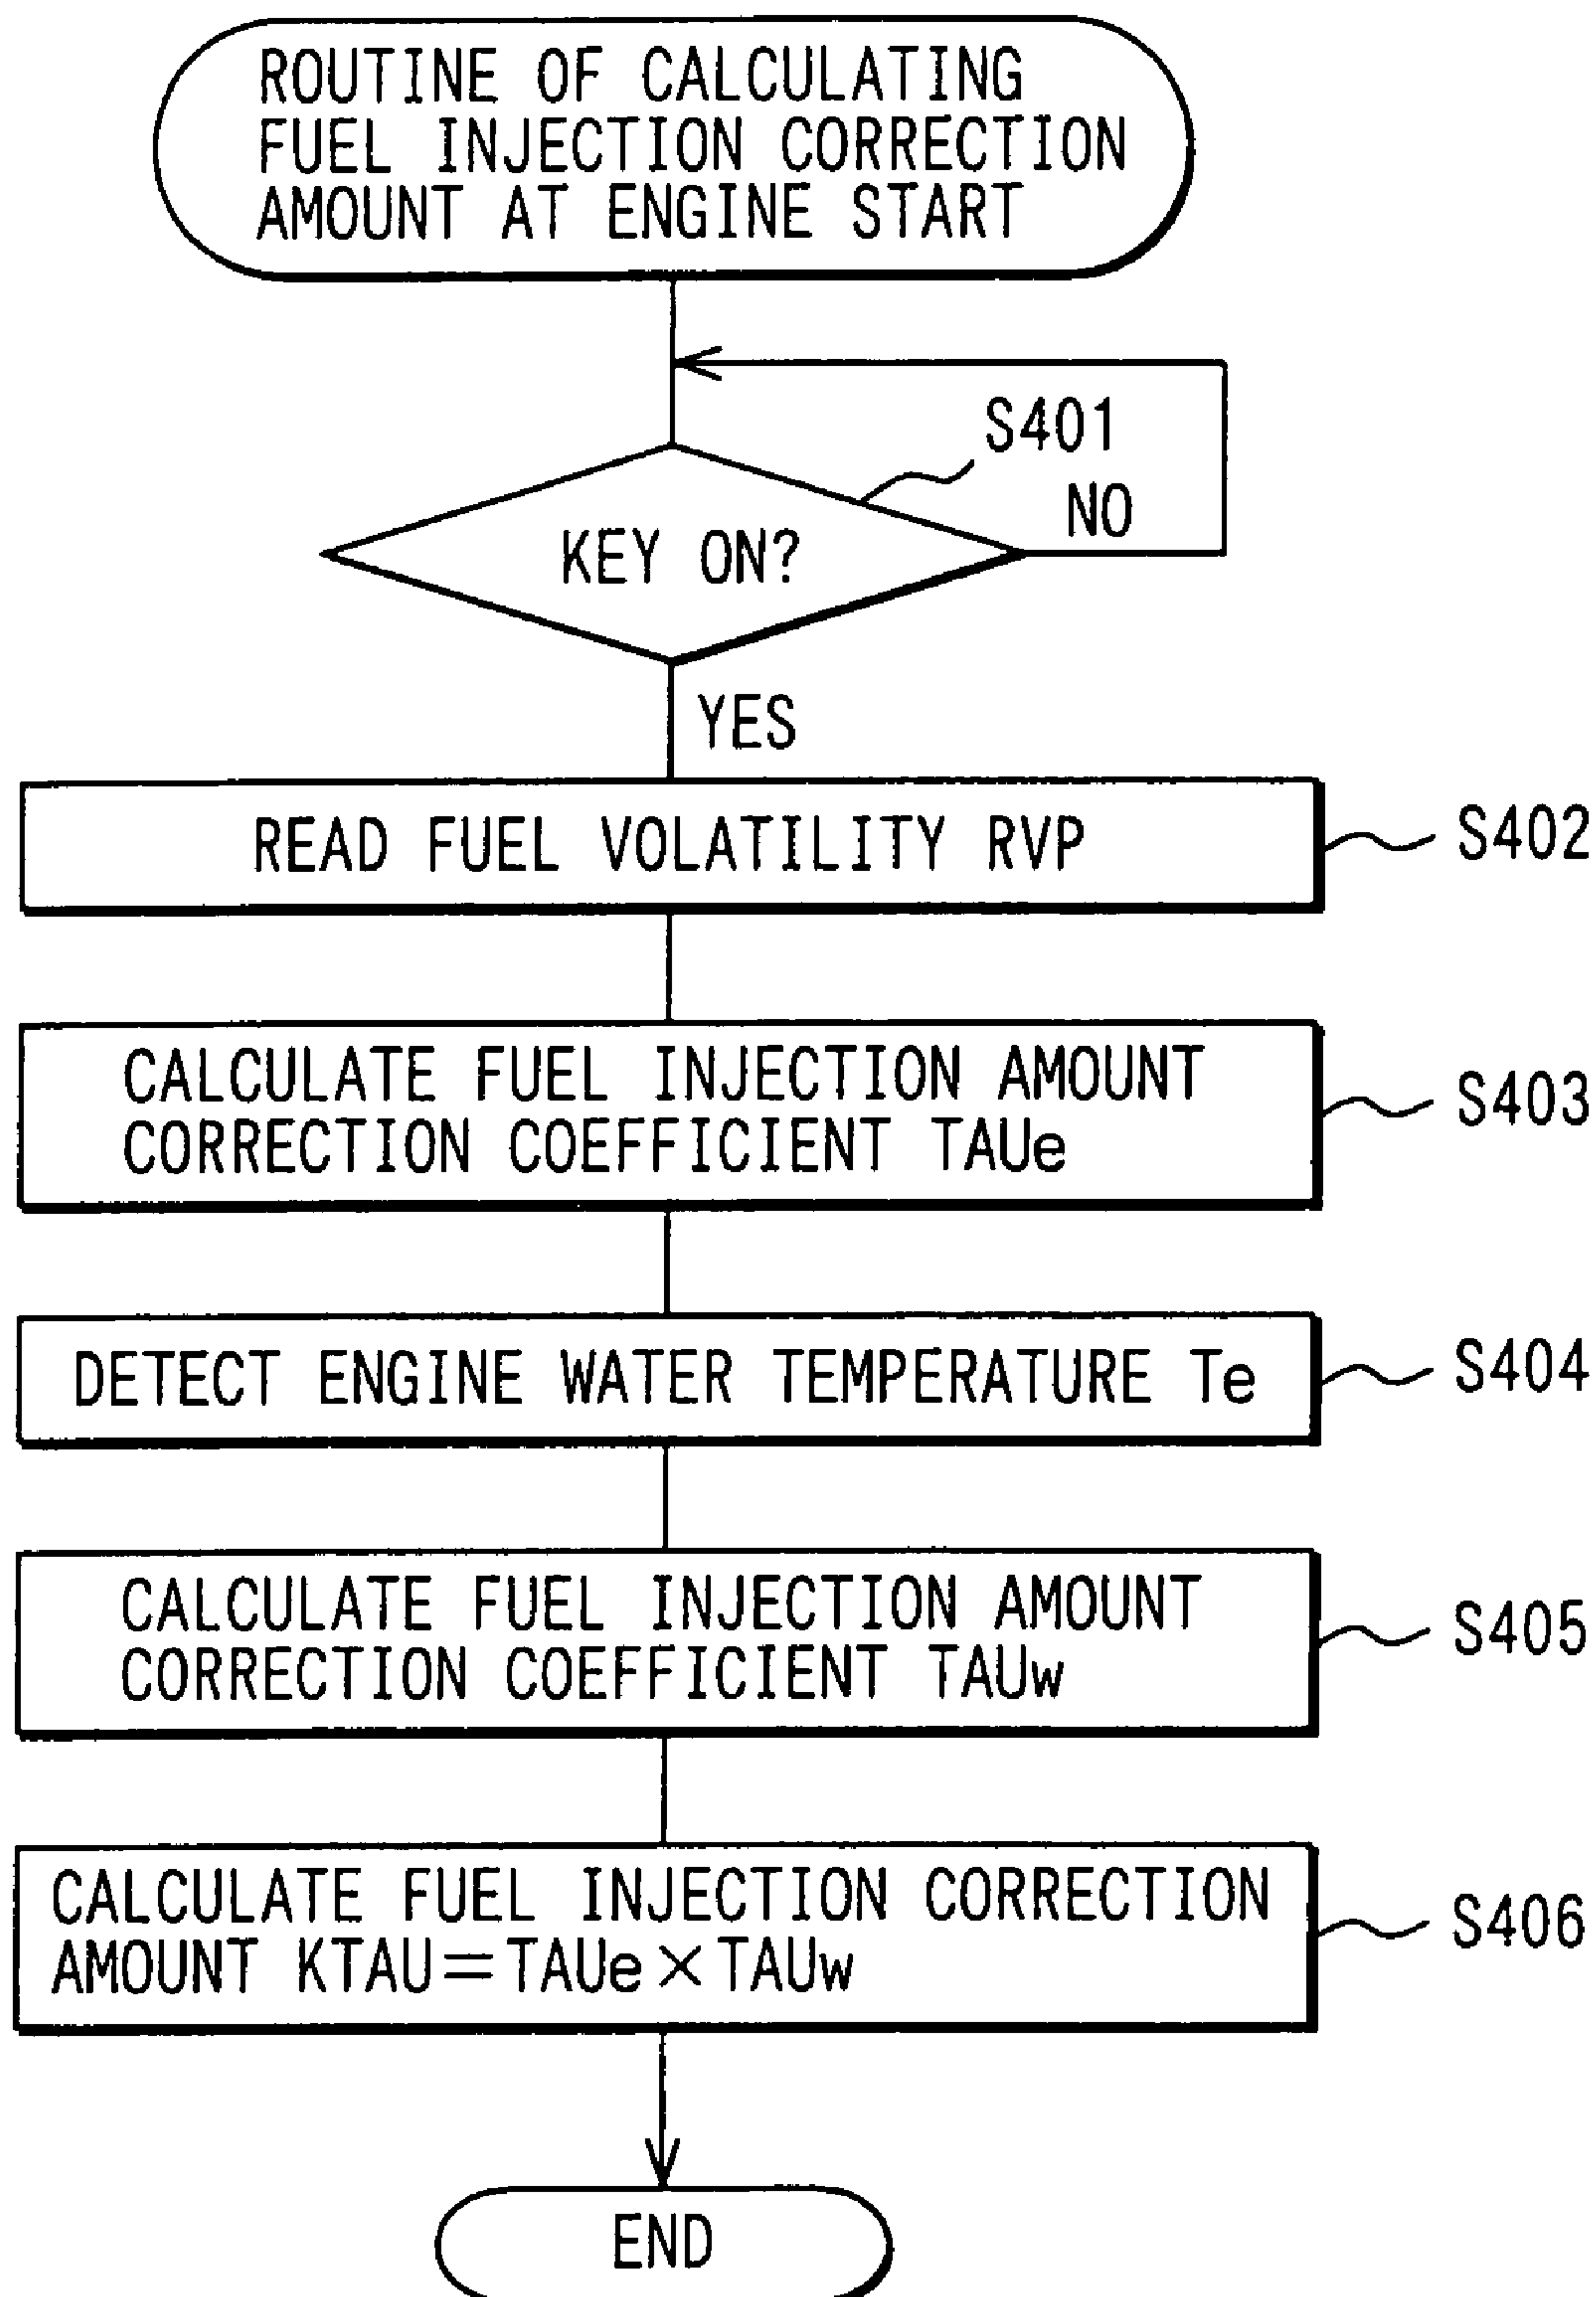 ROUTINE OF CALCULATING
FUEL INJECTION CORRECTION
AMOUNT AT ENGINE START
S401
NO
KEY ON?
YES
READ FUEL VOLATILITY RVP
S402
CALCULATE FUEL INJECTION AMOUNT
CORRECTION COEFFICIENT TAUe
S403
DETECT ENGINE WATER TEMPERATURE Te
S404
CALCULATE FUEL INJECTION AMOUNT
CORRECTION COEFFICIENT TAUw
S405
CALCULATE FUEL INJECTION CORRECTION
AMOUNT KTAU=TAUe×TAUw
S406
END